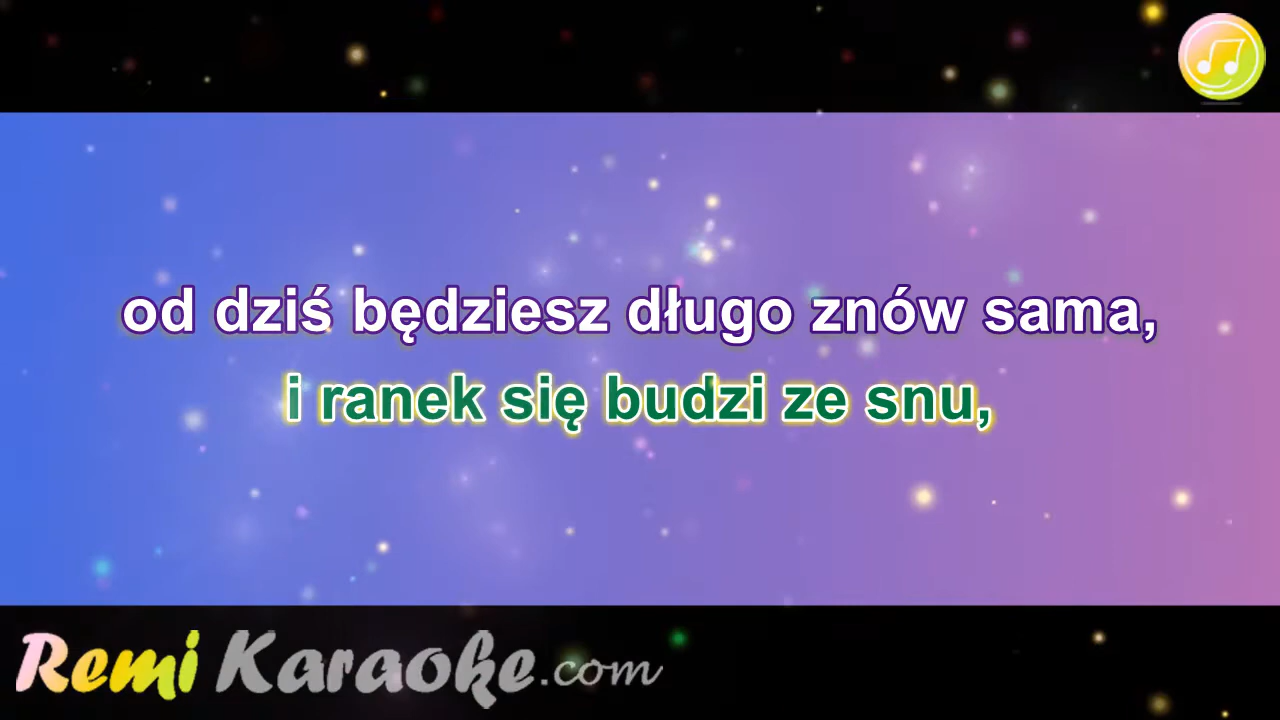 od dziś będziesz długo znów sama,
i ranek się budzi ze snu,
Remi Karaoke.com